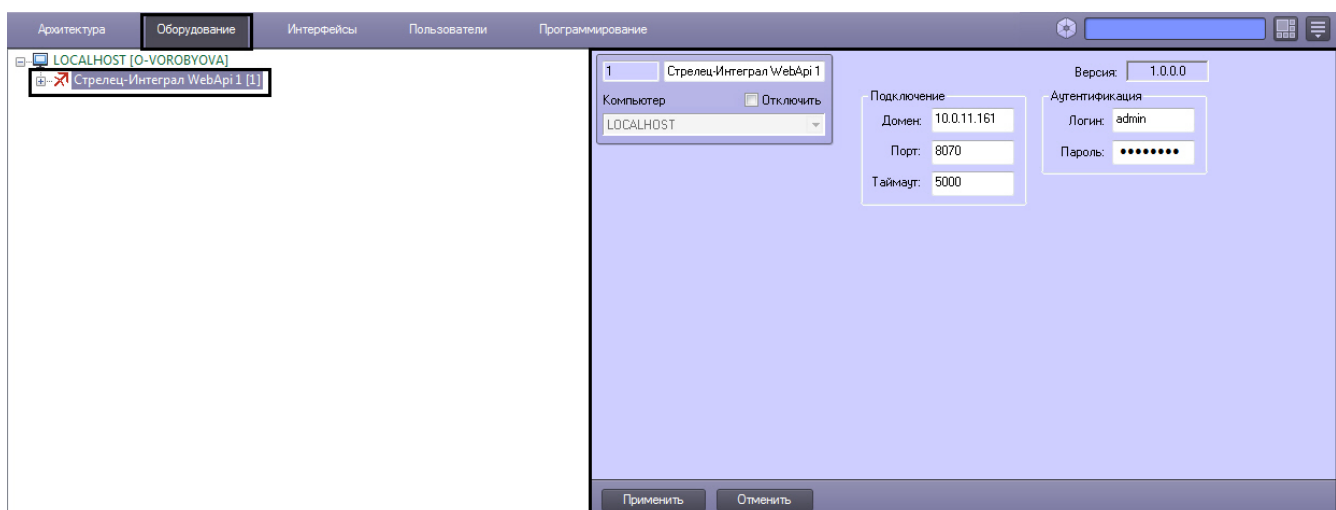 Архитектура Оборудование Интерфейсы Пользователи Программирование
LOCALHOST [O-VOROBYOVA]
Стрелец-Интеграл WebApi 1 [1]
1 Стрелец-Интеграл WebApi 1
Компьютер Отключить
LOCALHOST
Подключение
Домен: 10.0.11.161
Порт: 8070
Таймаут: 5000
Версия: 1.0.0.0
Аутентификация
Логин: admin
Пароль: ••••••••
Применить Отменить